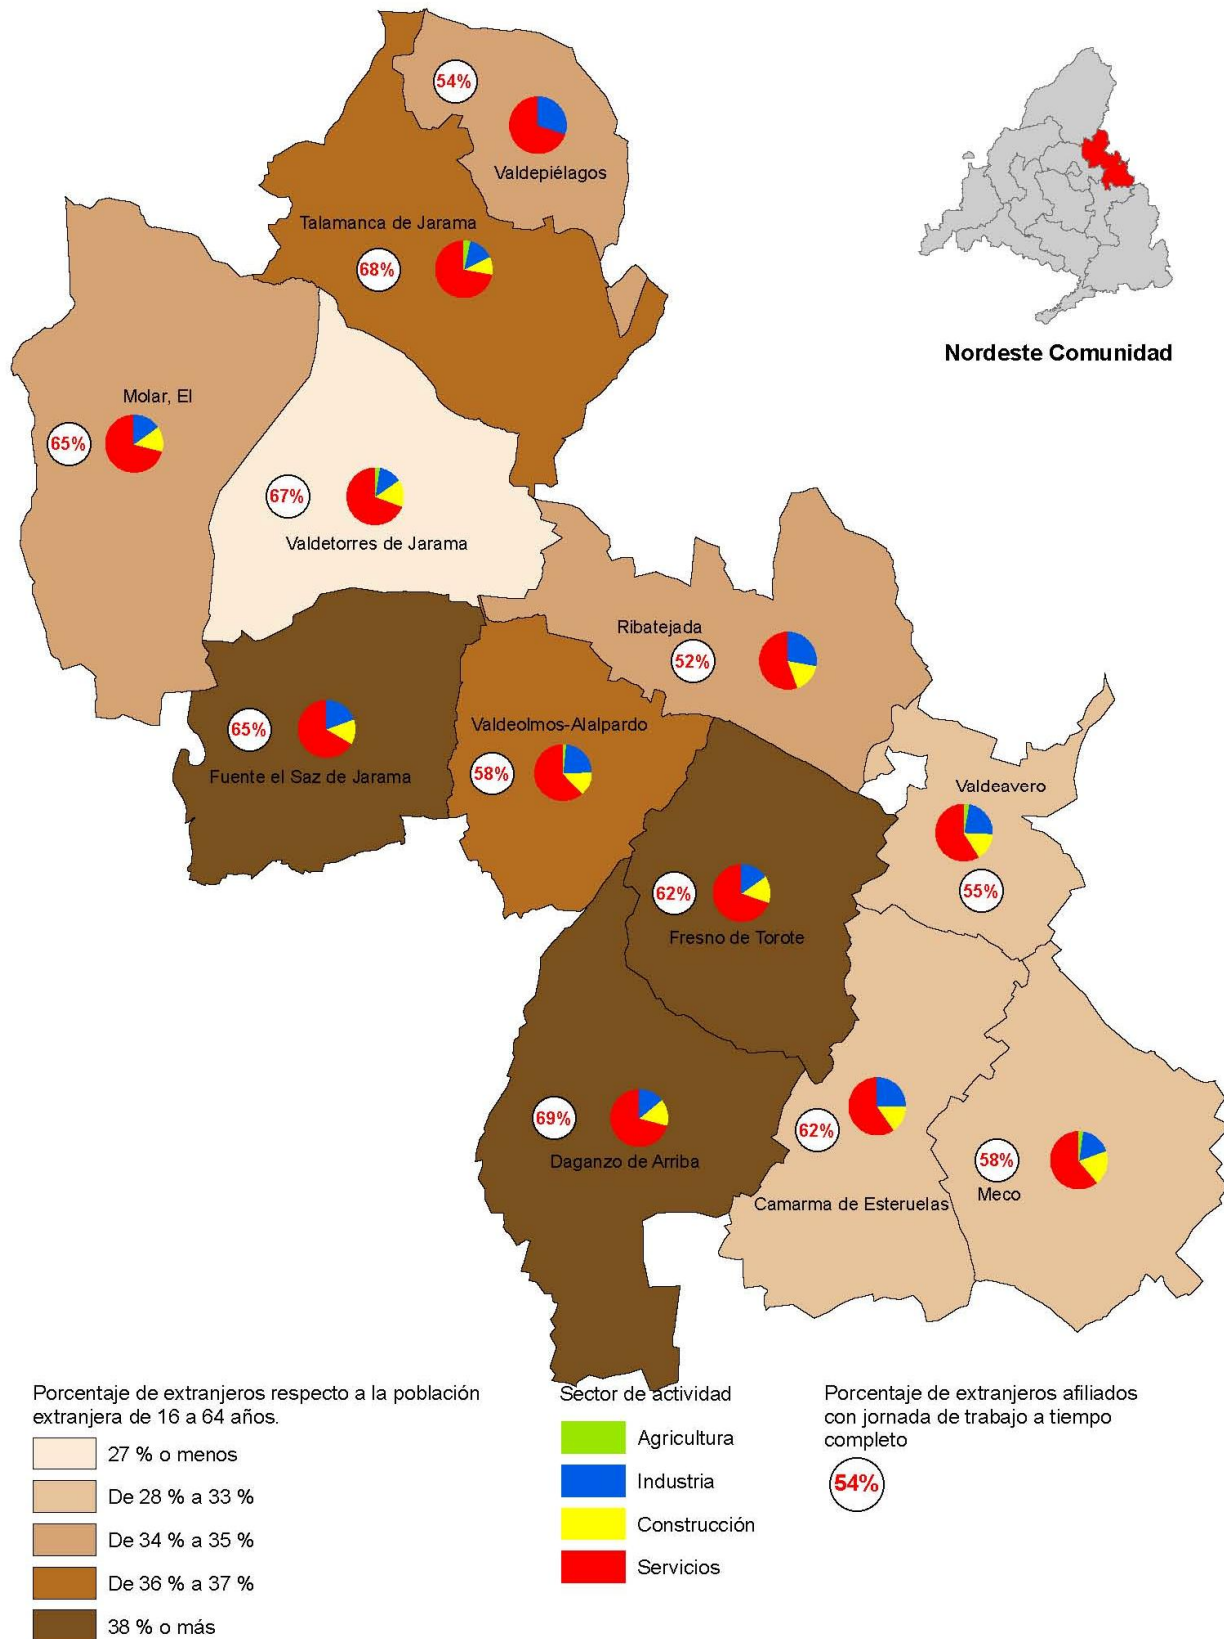 54%
Valdepiélagos
Talamanca de Jarama
68%
Nordeste Comunidad
Molar, El
65%
67%
Valdetorres de Jarama
Ribatejada
52%
65%
Fuente el Saz de Jarama
Valdeolmos-Alalpardo
58%
Valdeavero
55%
62%
Fresno de Torote
69%
Daganzo de Arriba
62%
Camarma de Esteruelas
58%
Meco
Porcentaje de extranjeros respecto a la población
extranjera de 16 a 64 años.
27 % o menos
De 28 % a 33 %
De 34 % a 35 %
De 36 % a 37 %
38 % o más
Sector de actividad
Agricultura
Industria
Construcción
Servicios
Porcentaje de extranjeros afiliados
con jornada de trabajo a tiempo
completo
54%